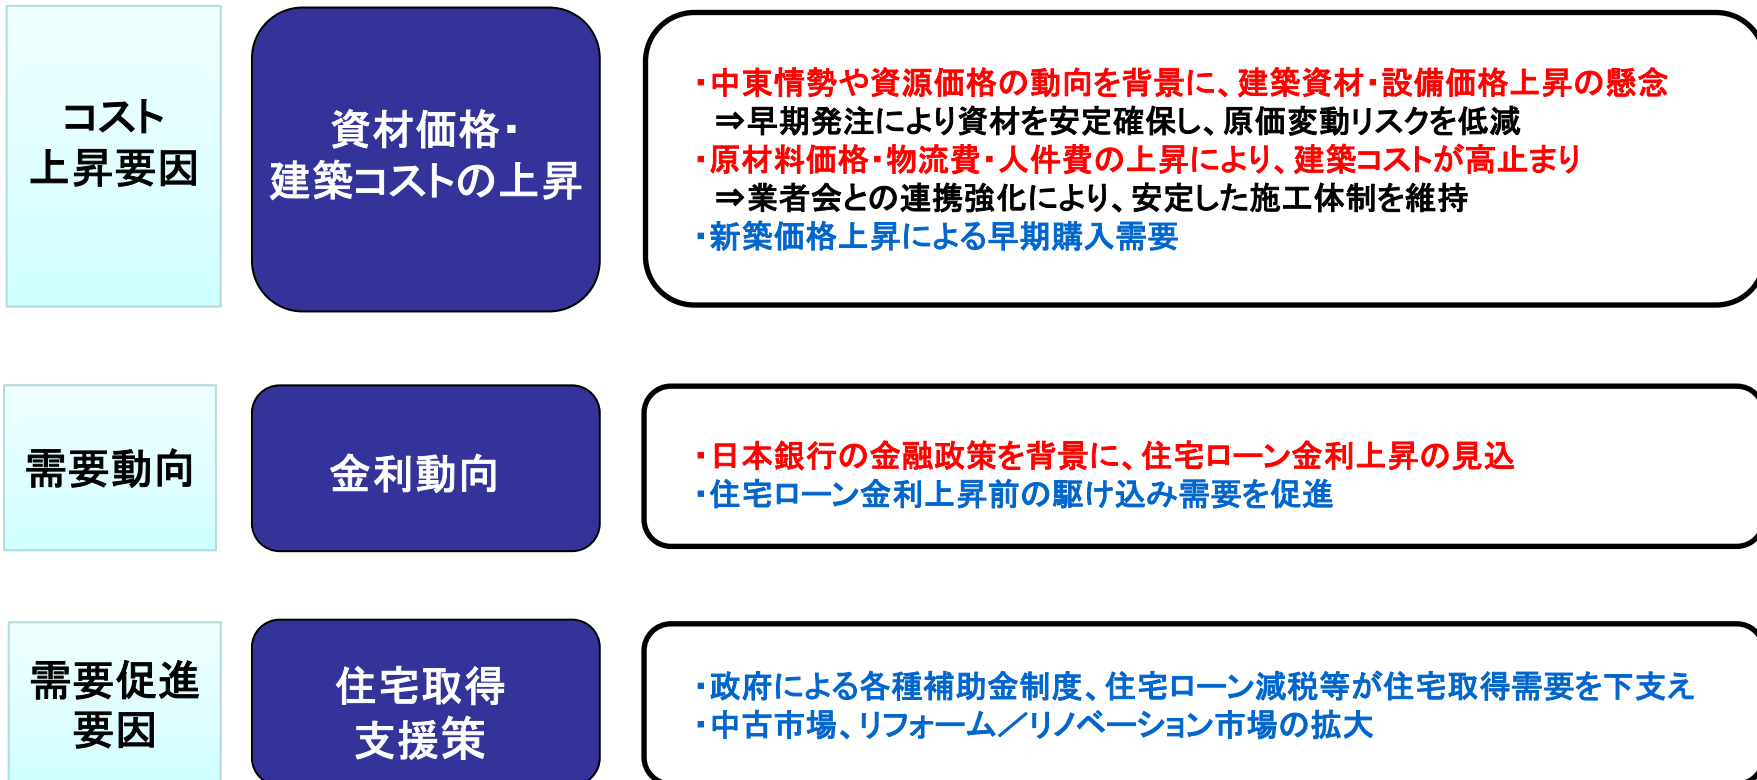 コスト
上昇要因
資材価格・
建築コストの上昇
・中東情勢や資源価格の動向を背景に、建築資材・設備価格上昇の懸念
⇒早期発注により資材を安定確保し、原価変動リスクを低減
・原材料価格・物流費・人件費の上昇により、建築コストが高止まり
⇒業者会との連携強化により、安定した施工体制を維持
・新築価格上昇による早期購入需要
需要動向
金利動向
・日本銀行の金融政策を背景に、住宅ローン金利上昇の見込
・住宅ローン金利上昇前の駆け込み需要を促進
需要促進
要因
住宅取得
支援策
・政府による各種補助金制度、住宅ローン減税等が住宅取得需要を下支え
・中古市場、リフォーム／リノベーション市場の拡大